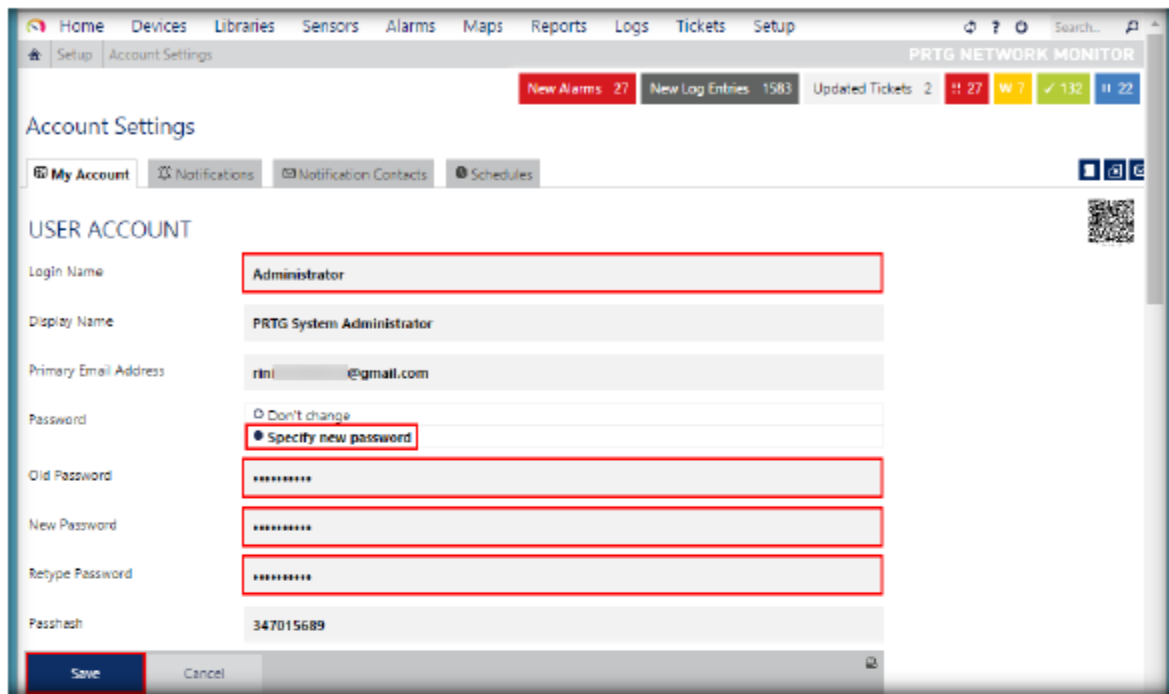 Home Devices Libraries Sensors Alarms Maps Reports Logs Tickets Setup ? Search...
Setup Account Settings PRTG NETWORK MONITOR
New Alarms 27 New Log Entries 1583 Updated Tickets 2 !! 27 W 7 ✓ 132 II 22
Account Settings
My Account Notifications Notification Contacts Schedules
USER ACCOUNT
Login Name Administrator
Display Name PRTG System Administrator
Primary Email Address rini @gmail.com
Password Don't change
Specify new password
Old Password ••••••••••
New Password ••••••••••
Retype Password ••••••••••
Passhash 347015689
Save Cancel